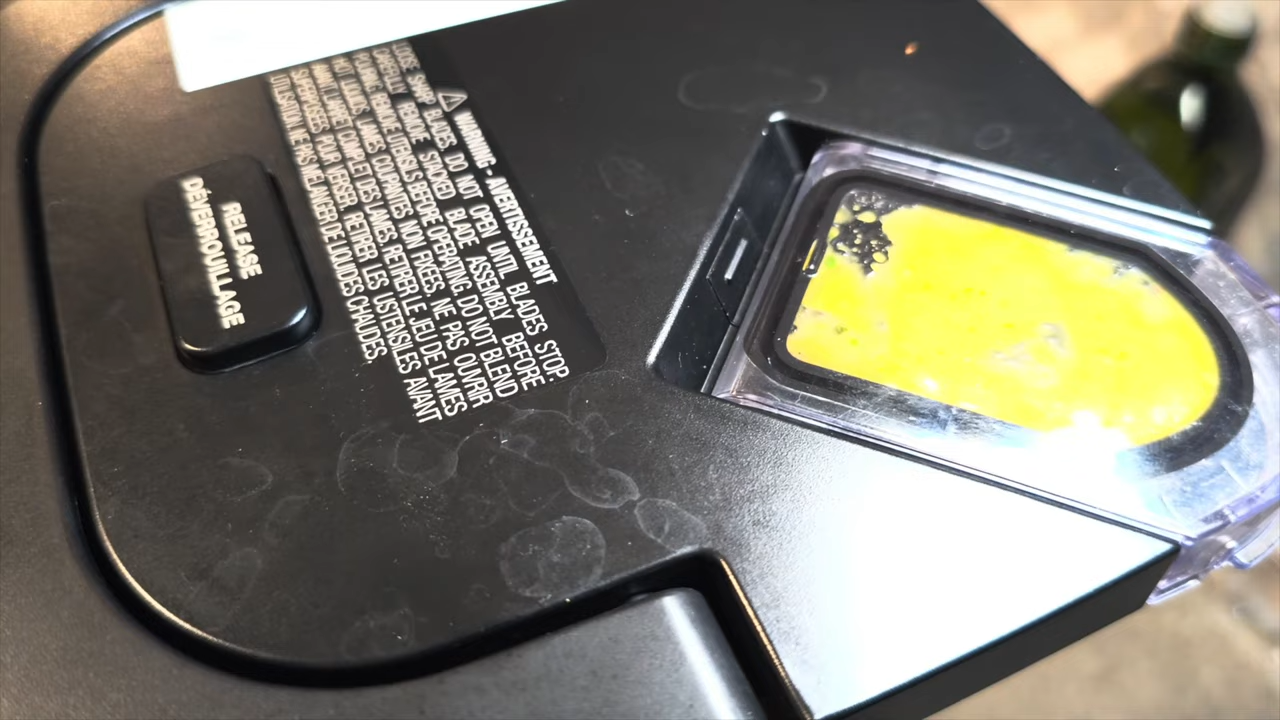 WARNING - AVERTISSEMENT
LOOSE SHARP BLADES. DO NOT OPEN UNTIL BLADES STOP.
CAREFULLY REMOVE STACKED BLADE ASSEMBLY BEFORE
POURING. REMOVE UTENSILS BEFORE OPERATING. DO NOT BLEND
HOT LIQUIDS. LAMES COUPANTES NON FIXÉES. NE PAS OUVRIR
AVANT L'ARRÊT COMPLET DES LAMES. RETIRER LE JEU DE LAMES
SUPERPOSÉES POUR VERSER. RETIRER LES USTENSILES AVANT
UTILISATION. NE PAS MÉLANGER DE LIQUIDES CHAUDES.
RELEASE
DÉVERROUILLAGE